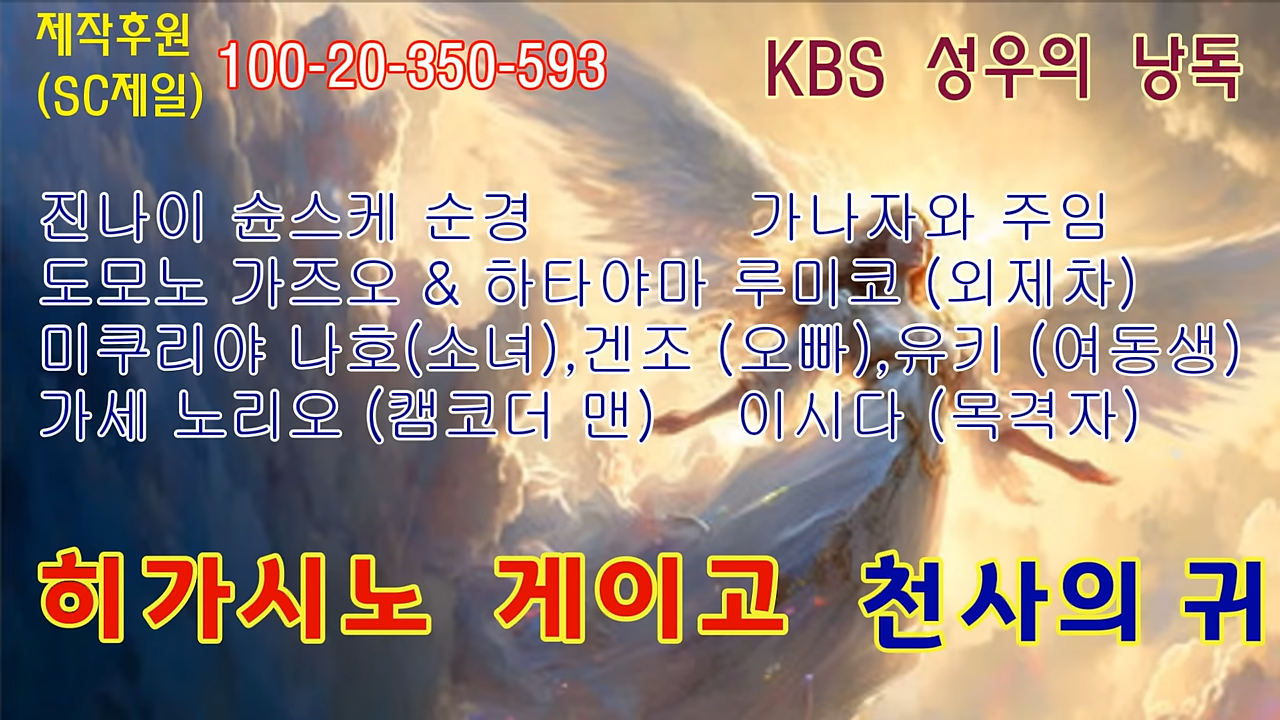 제작후원
(SC제일)
100-20-350-593
KBS 성우의 낭독
진나이 슌스케 순경 가나자와 주임
도모노 가즈오 & 하타야마 루미코 (외제차)
미쿠리야 나호(소녀),겐조 (오빠),유키 (여동생)
가세 노리오 (캠코더 맨) 이시다 (목격자)
히가시노 게이고 천사의 귀